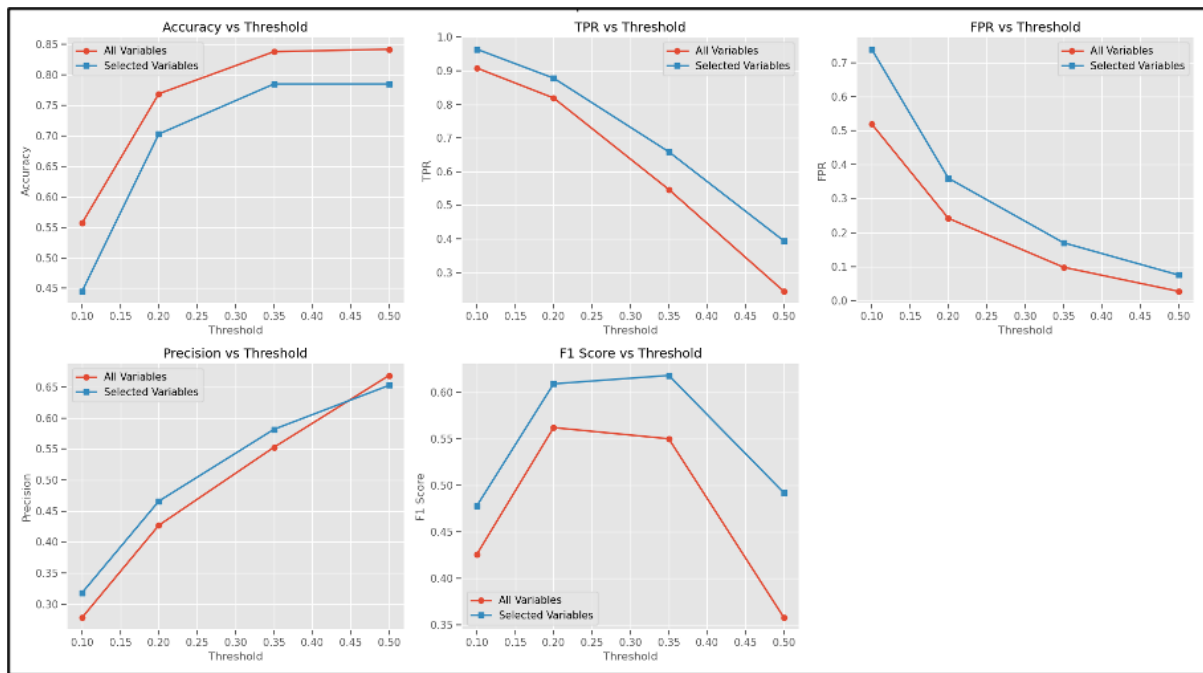 Accuracy vs Threshold
All Variables
Selected Variables
0.85
0.80
0.75
0.70
0.65
0.60
0.55
0.50
0.45
Accuracy
0.10 0.15 0.20 0.25 0.30 0.35 0.40 0.45 0.50
Threshold
TPR vs Threshold
All Variables
Selected Variables
1.0
0.9
0.8
0.7
0.6
0.5
0.4
0.3
TPR
0.10 0.15 0.20 0.25 0.30 0.35 0.40 0.45 0.50
Threshold
FPR vs Threshold
All Variables
Selected Variables
0.7
0.6
0.5
0.4
0.3
0.2
0.1
0.0
FPR
0.10 0.15 0.20 0.25 0.30 0.35 0.40 0.45 0.50
Threshold
Precision vs Threshold
All Variables
Selected Variables
0.65
0.60
0.55
0.50
0.45
0.40
0.35
0.30
Precision
0.10 0.15 0.20 0.25 0.30 0.35 0.40 0.45 0.50
Threshold
F1 Score vs Threshold
0.60
0.55
0.50
0.45
0.40
0.35
F1 Score
All Variables
Selected Variables
0.10 0.15 0.20 0.25 0.30 0.35 0.40 0.45 0.50
Threshold